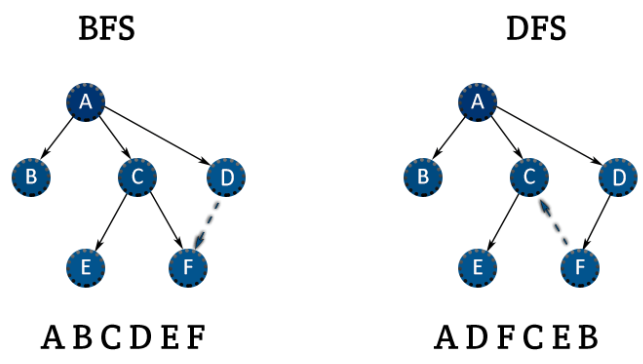 BFS
A
B C D
E F
A B C D E F
DFS
A
B C D
E F
A D F C E B